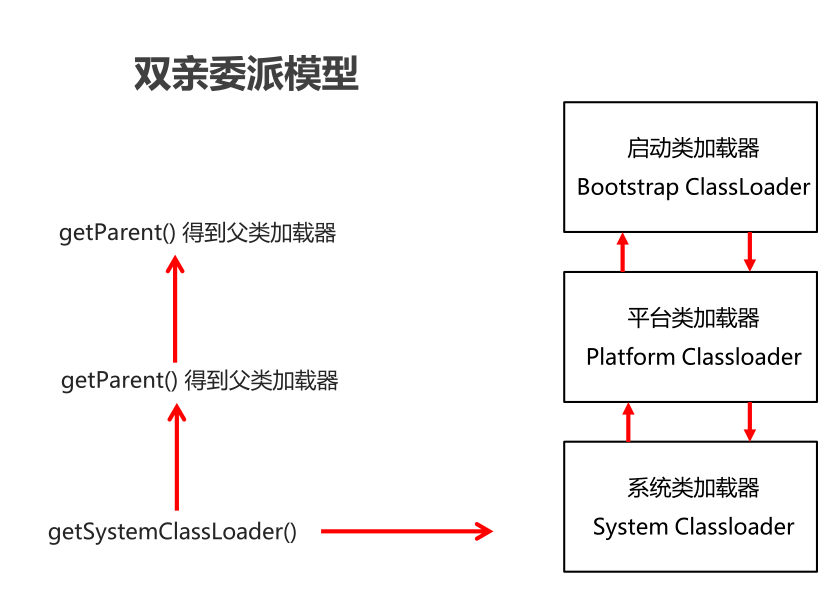 双亲委派模型
启动类加载器
Bootstrap ClassLoader
getParent() 得到父类加载器
平台类加载器
Platform Classloader
getParent() 得到父类加载器
系统类加载器
System Classloader
getSystemClassLoader()